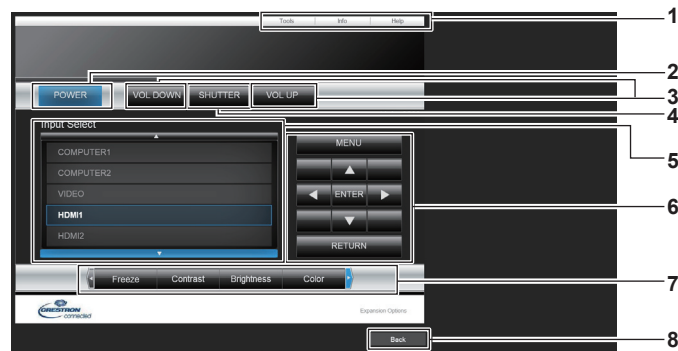 Tools Info Help
1
2
POWER VOL DOWN SHUTTER VOL UP
3
4
Input Select
MENU
COMPUTER1
5
COMPUTER2
VIDEO
ENTER
6
HDMI1
HDMI2
RETURN
Freeze Contrast Brightness Color
7
CRESTRON connected
Expansion Options
Back
8